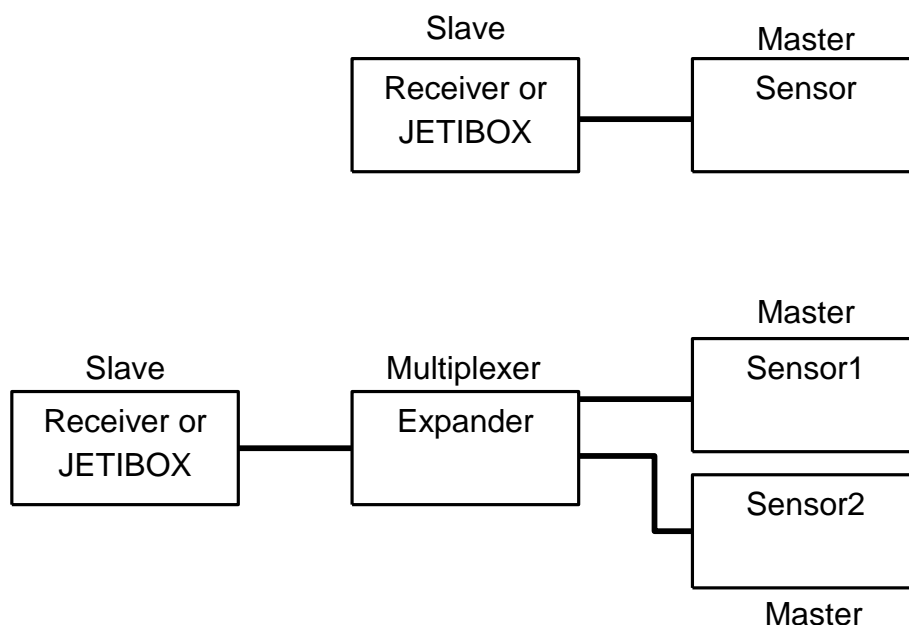 Slave
Master
Receiver or
JETIBOX
Sensor
Master
Slave
Multiplexer
Sensor1
Receiver or
JETIBOX
Expander
Sensor2
Master